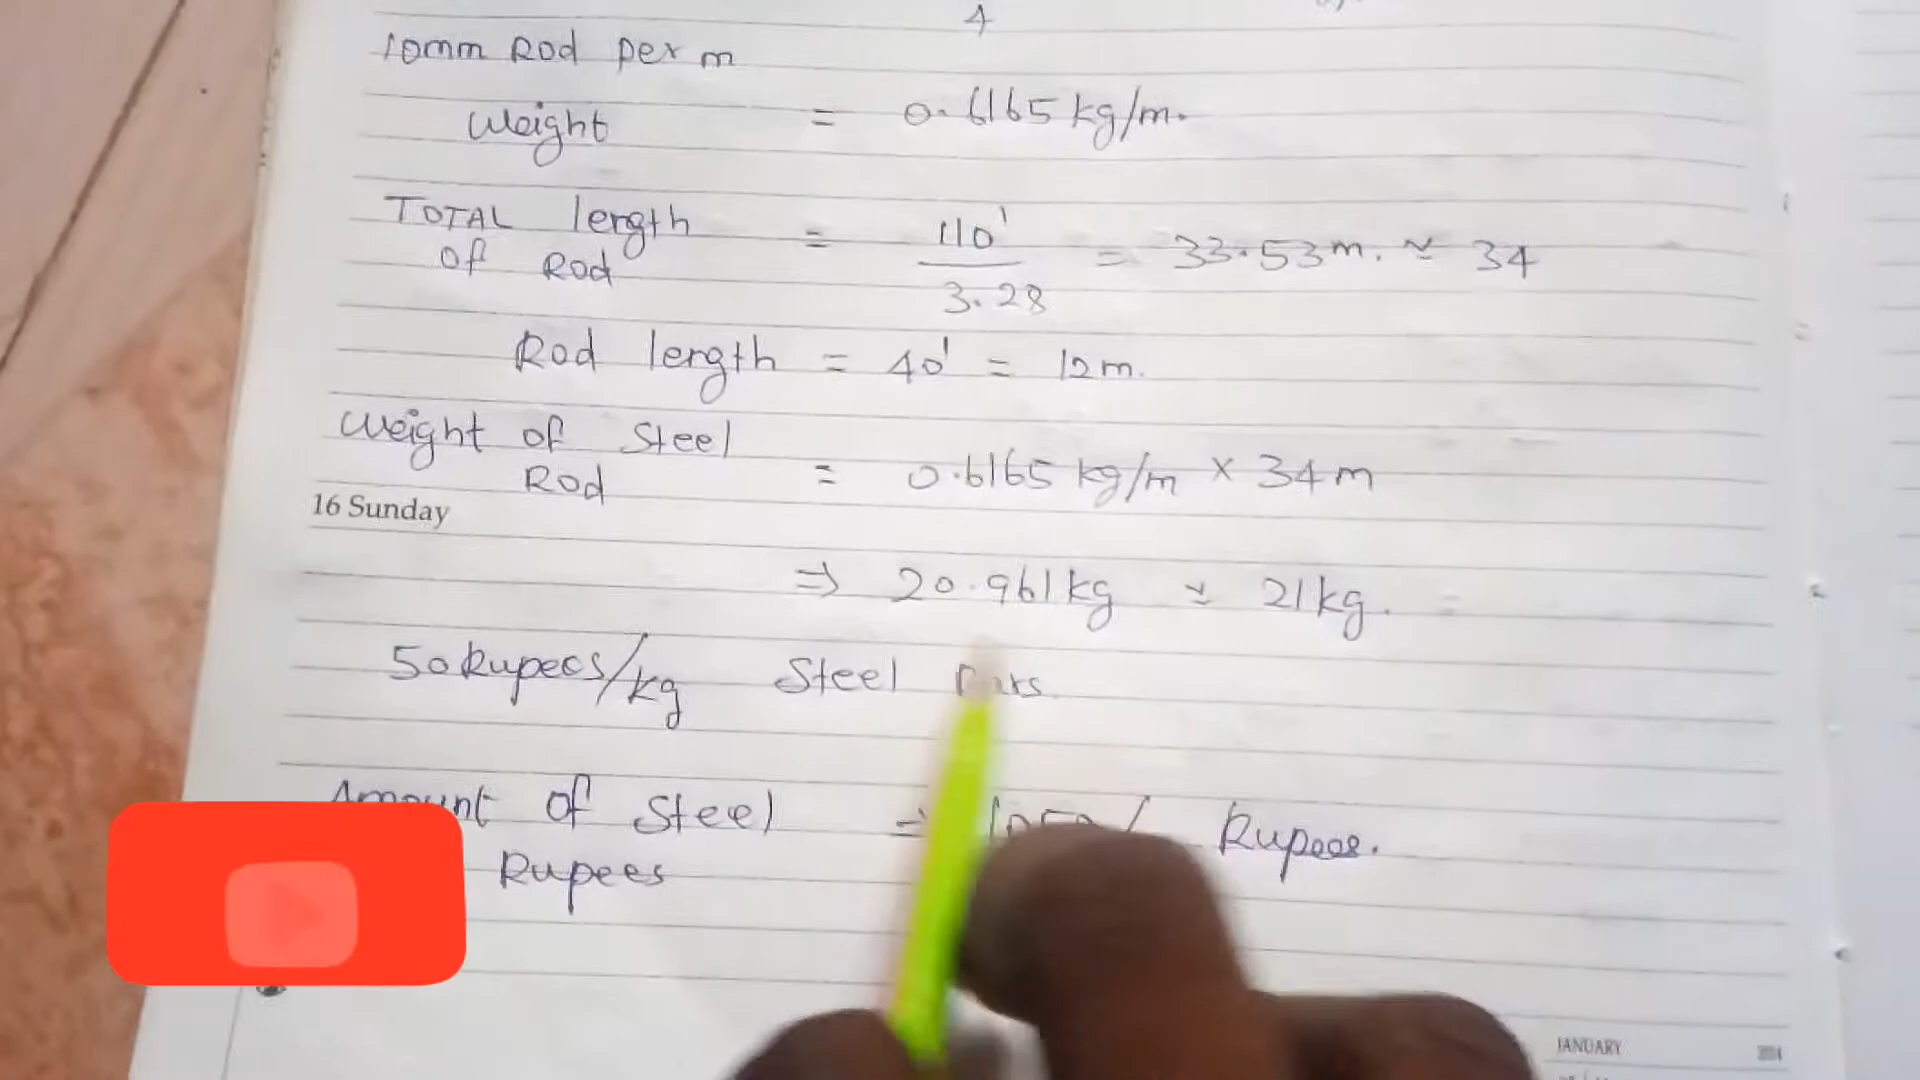 4
10mm Rod per m
Weight = 0.6165 kg/m.
TOTAL length = 110' = 33.53m. ≃ 34
of Rod 3.28
Rod length = 40' = 12m.
Weight of Steel
Rod = 0.6165 kg/m × 34m
16 Sunday
⇒ 20.961kg ≃ 21kg.
50 Rupees/kg Steel
Amount of Steel ⇒ 1050/ Rupees.
Rupees
JANUARY